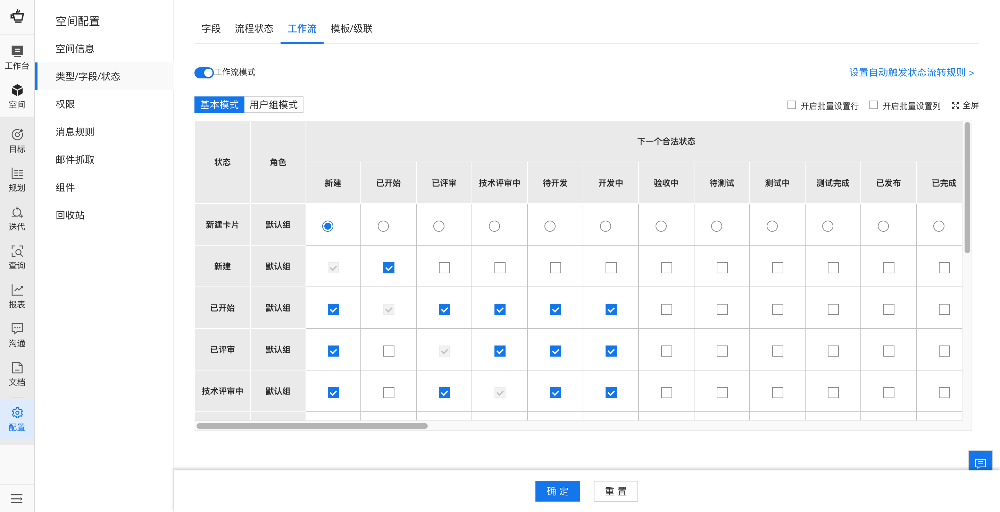 工作台
空间
目标
规划
迭代
查询
报表
沟通
文档
配置
空间配置
空间信息
类型/字段/状态
权限
消息规则
邮件抓取
组件
回收站
字段 流程状态 工作流 模板/级联
工作流模式 设置自动触发状态流转规则 >
基本模式 用户组模式 开启批量设置行 开启批量设置列 全屏
状态 角色 下一个合法状态
新建 已开始 已评审 技术评审中 待开发 开发中 验收中 待测试 测试中 测试完成 已发布 已完成
新建卡片 默认组
新建 默认组
已开始 默认组
已评审 默认组
技术评审中 默认组
确 定 重 置